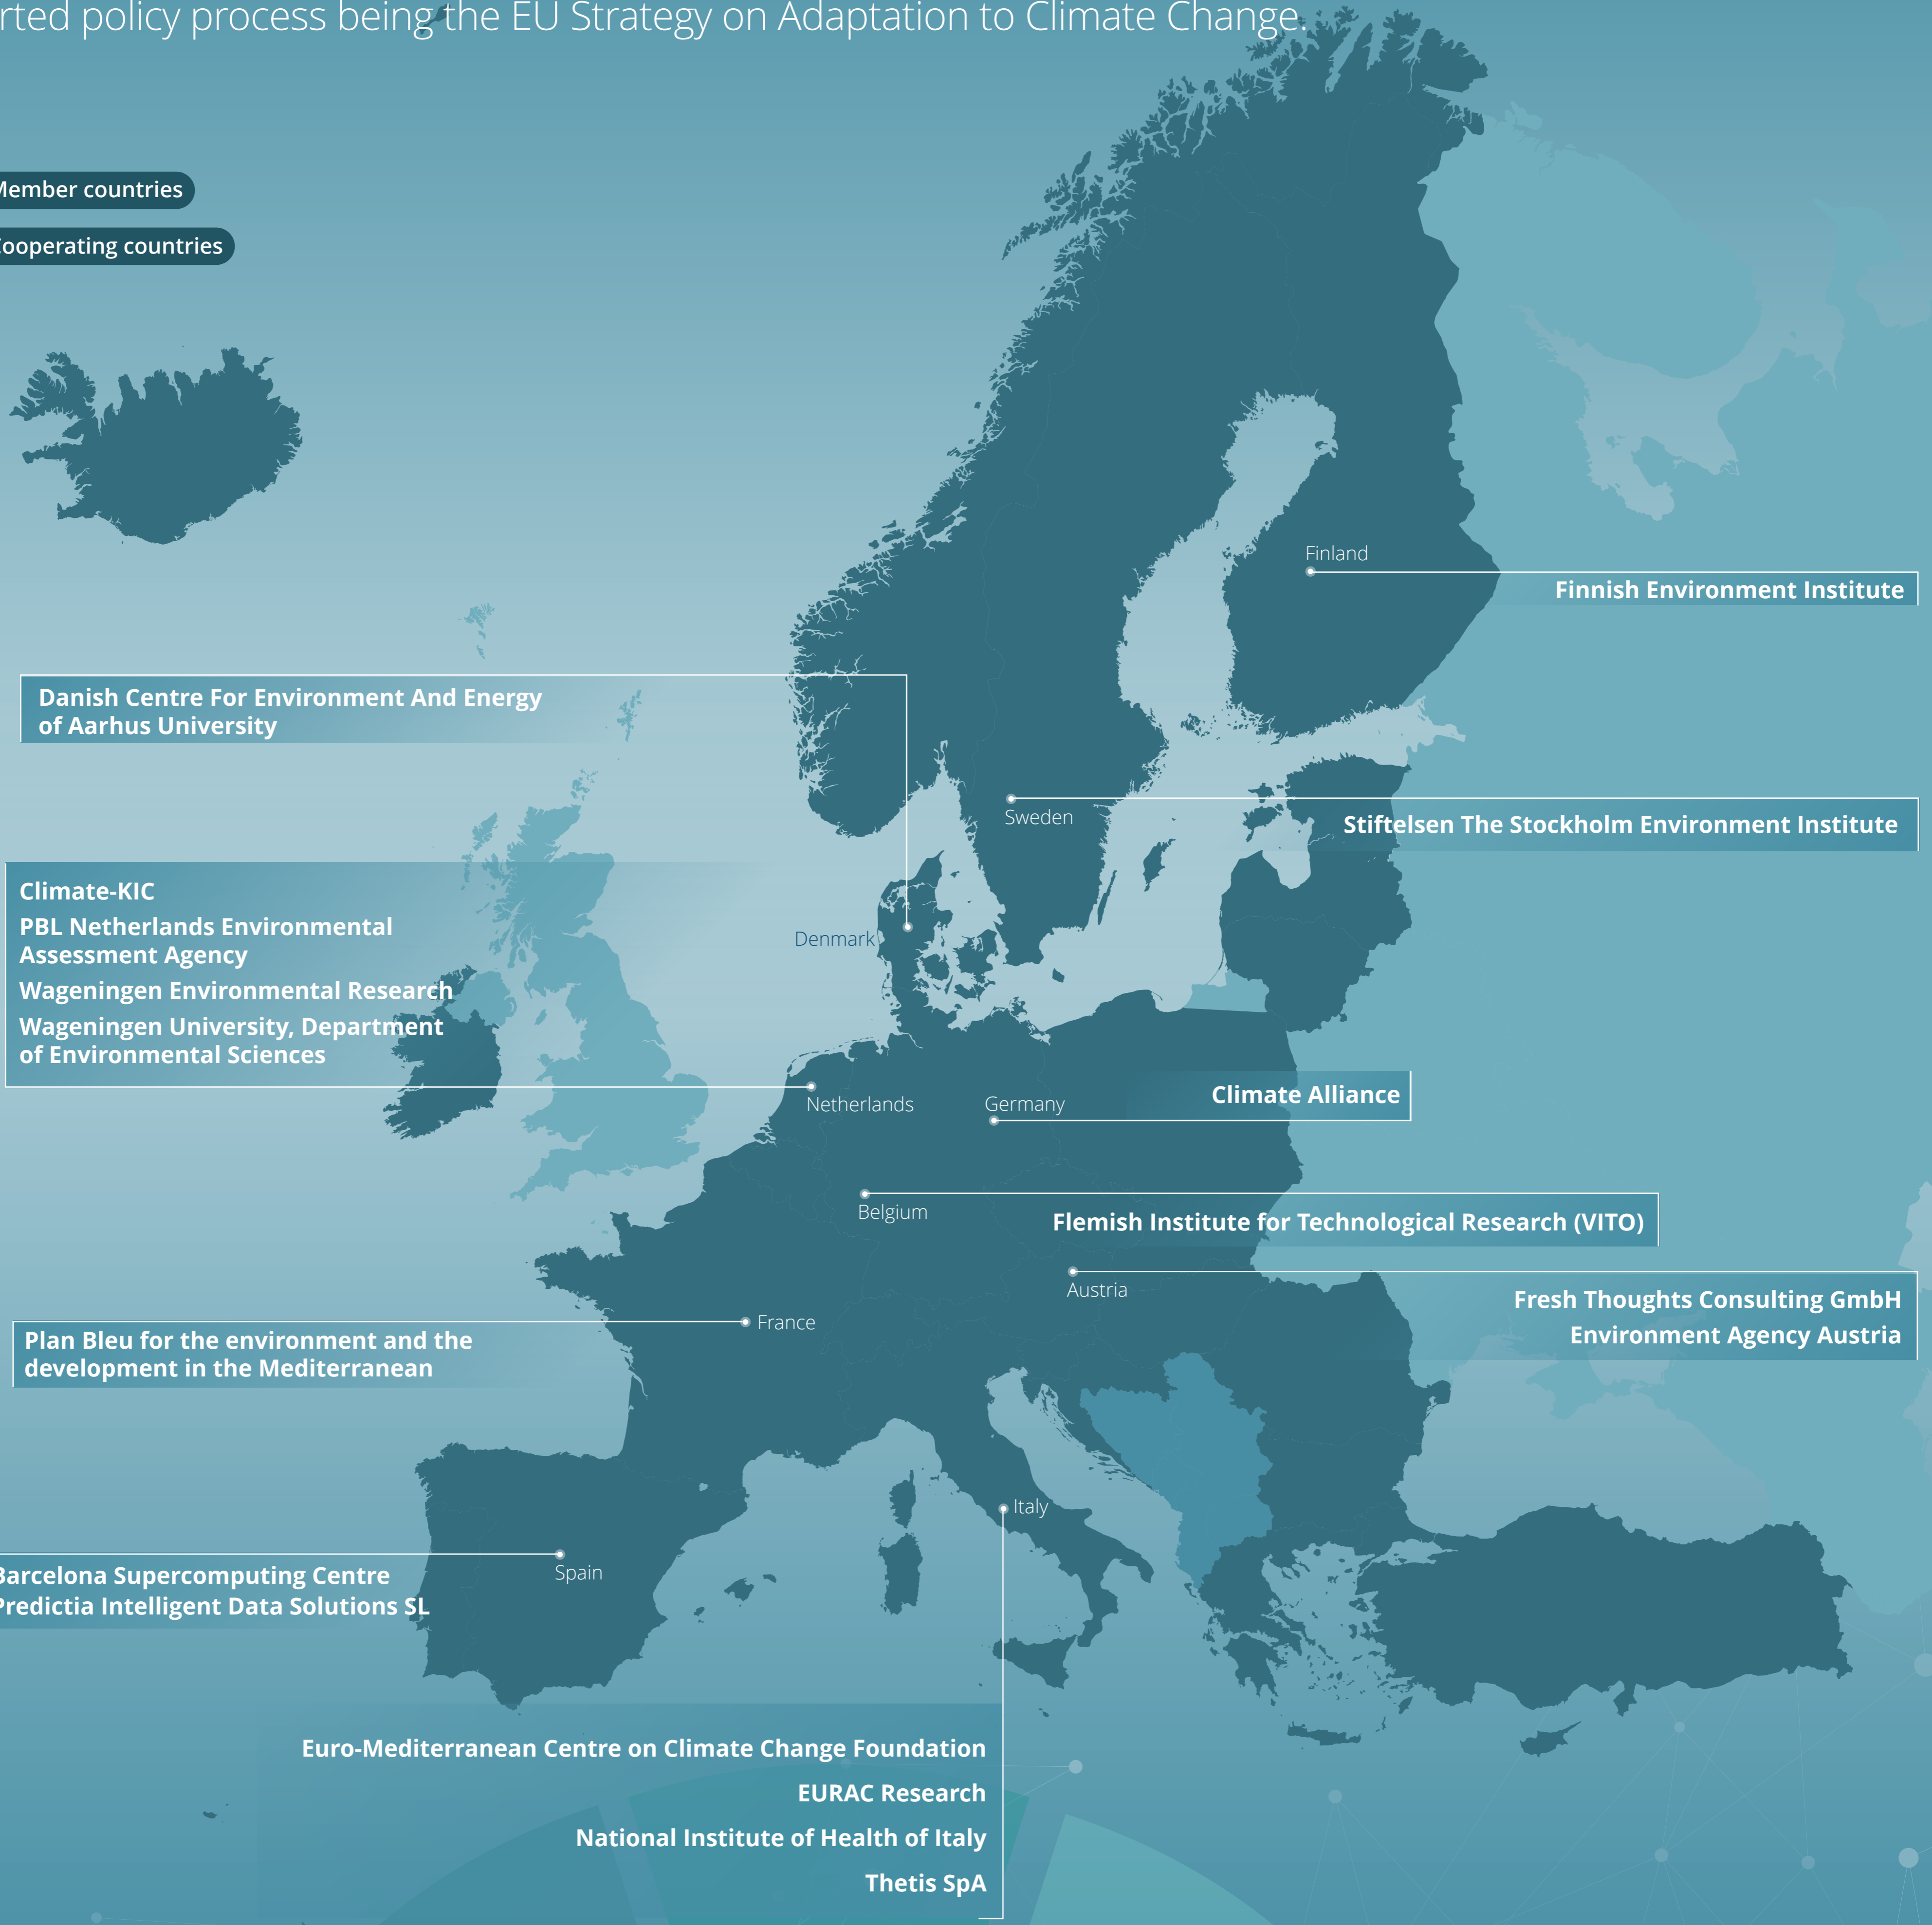 policy process being the EU Strategy on Adaptation to Climate Change.
Member countries
Cooperating countries
Finland
Finnish Environment Institute
Danish Centre For Environment And Energy
of Aarhus University
Sweden
Stiftelsen The Stockholm Environment Institute
Climate-KIC
PBL Netherlands Environmental
Assessment Agency
Wageningen Environmental Research
Wageningen University, Department
of Environmental Sciences
Denmark
Netherlands
Germany
Climate Alliance
Belgium
Flemish Institute for Technological Research (VITO)
Austria
Fresh Thoughts Consulting GmbH
Environment Agency Austria
France
Plan Bleu for the environment and the
development in the Mediterranean
Italy
Spain
Barcelona Supercomputing Centre
Predictia Intelligent Data Solutions SL
Euro-Mediterranean Centre on Climate Change Foundation
EURAC Research
National Institute of Health of Italy
Thetis SpA